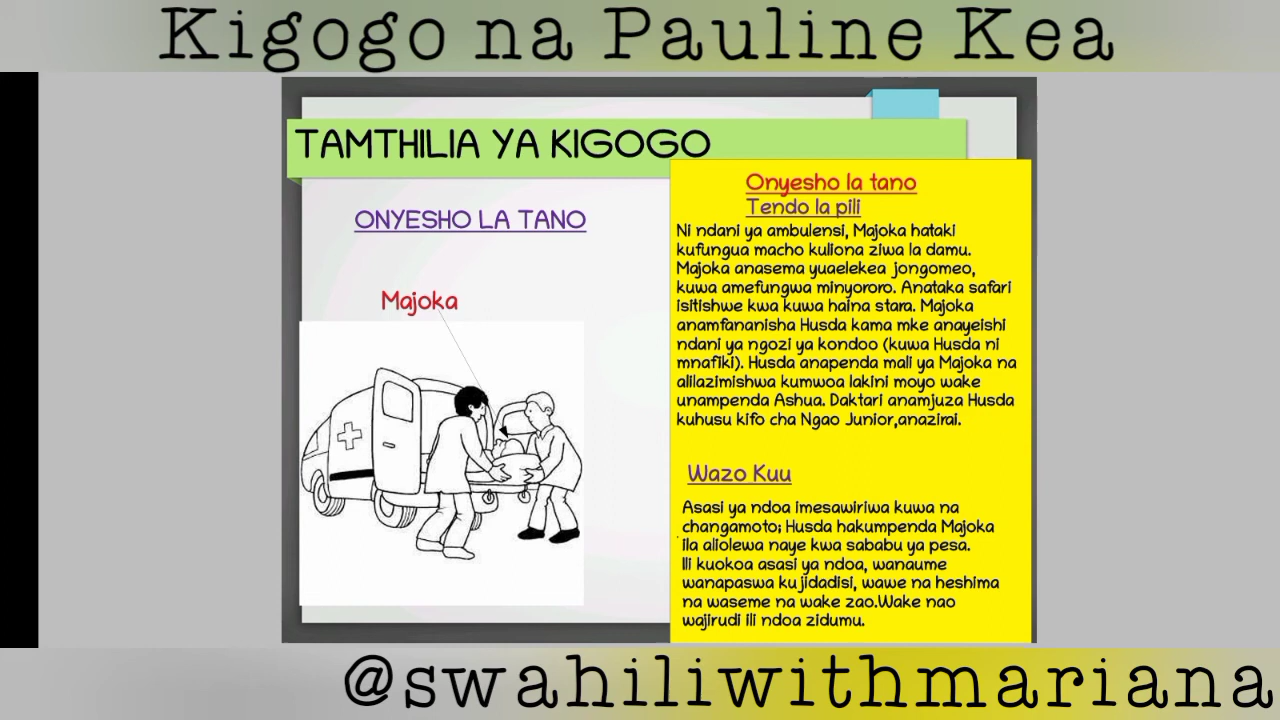 Kigogo na Pauline Kea
TAMTHILIA YA KIGOGO
ONYESHO LA TANO
Majoka
Onyesho la tano
Tendo la pili
Ni ndani ya ambulensi, Majoka hataki
kufungua macho kuliona ziwa la damu.
Majoka anasema yuaelekea jongomeo,
kuwa amefungwa minyororo. Anataka safari
isitishwe kwa kuwa haina stara. Majoka
anamfananisha Husda kama mke anayeishi
ndani ya ngozi ya kondoo (kuwa Husda ni
mnafiki). Husda anapenda mali ya Majoka na
alilazimishwa kumwoa lakini moyo wake
unampenda Ashua. Daktari anamjuza Husda
kuhusu kifo cha Ngao Junior,anazirai.
Wazo Kuu
Asasi ya ndoa imesawiriwa kuwa na
changamoto; Husda hakumpenda Majoka
ila aliolewa naye kwa sababu ya pesa.
Ili kuokoa asasi ya ndoa, wanaume
wanapaswa kujidadisi, wawe na heshima
na waseme na wake zao.Wake nao
wajirudi ili ndoa zidumu.
@swahiliwithmariana